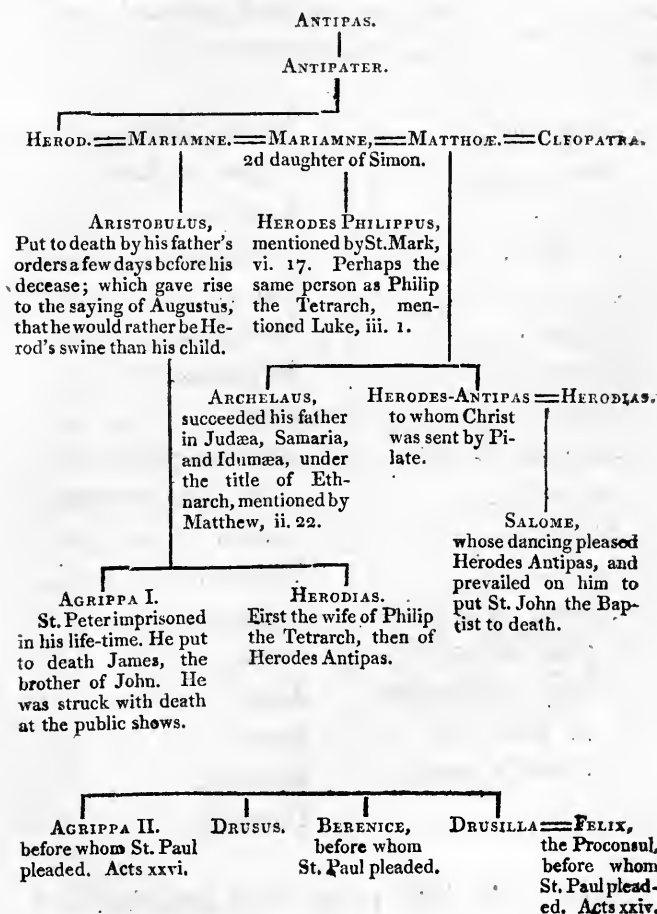 ANTIPAS.
ANTIPATER.
HEROD.═MARIAMNE.═MARIAMNE,═MATTHOÆ.═CLEOPATRA.
2d daughter of Simon.
ARISTOBULUS,
Put to death by his father's
orders a few days before his
decease; which gave rise
to the saying of Augustus,
that he would rather be He-
rod's swine than his child.
HERODES PHILIPPUS,
mentioned by St. Mark,
vi. 17. Perhaps the
same person as Philip
the Tetrarch, men-
tioned Luke, iii. 1.
ARCHELAUS,
succeeded his father
in Judæa, Samaria,
and Idumæa, under
the title of Eth-
narch, mentioned by
Matthew, ii. 22.
HERODES-ANTIPAS═HERODIAS.
to whom Christ
was sent by Pi-
late.
SALOME,
whose dancing pleased
Herodes Antipas, and
prevailed on him to
put St. John the Bap-
tist to death.
AGRIPPA I.
St. Peter imprisoned
in his life-time. He put
to death James, the
brother of John. He
was struck with death
at the public shows.
HERODIAS.
First the wife of Philip
the Tetrarch, then of
Herodes Antipas.
AGRIPPA II.
before whom St. Paul
pleaded. Acts xxvi.
DRUSUS.
BERENICE,
before whom
St. Paul pleaded.
DRUSILLA═FELIX,
the Proconsul,
before whom
St. Paul plead-
ed. Acts xxiv.